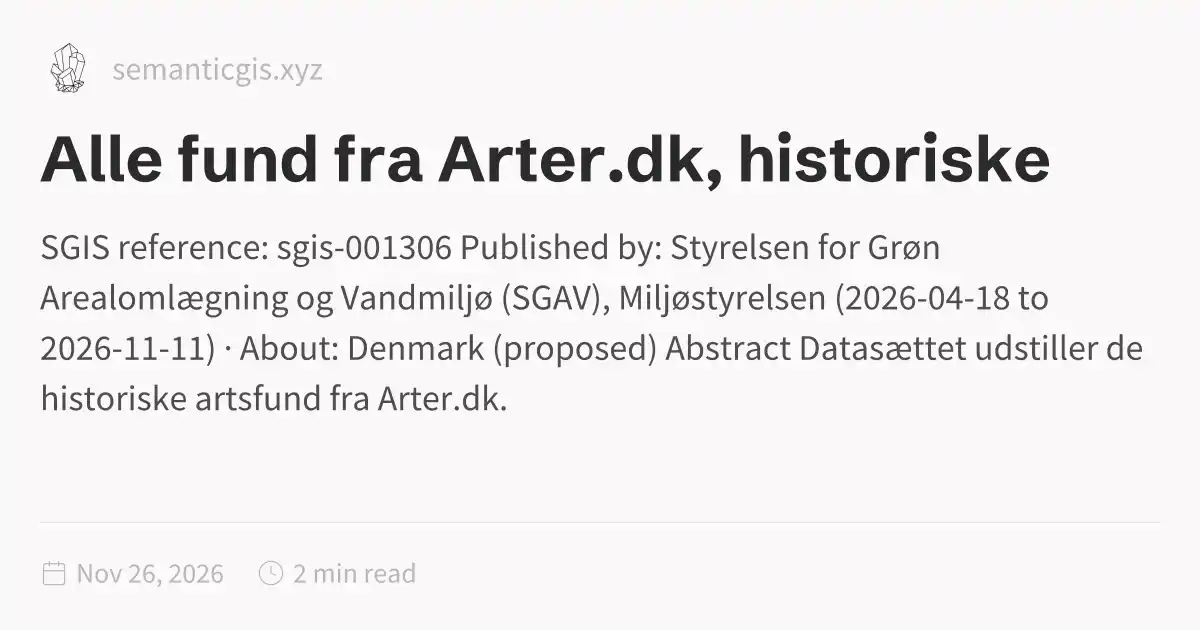 semanticgis.xyz
Alle fund fra Arter.dk, historiske
SGIS reference: sgis-001306 Published by: Styrelsen for Grøn
Arealomlægning og Vandmiljø (SGAV), Miljøstyrelsen (2026-04-18 to
2026-11-11) · About: Denmark (proposed) Abstract Datasættet udstiller de
historiske artsfund fra Arter.dk.
Nov 26, 2026 2 min read